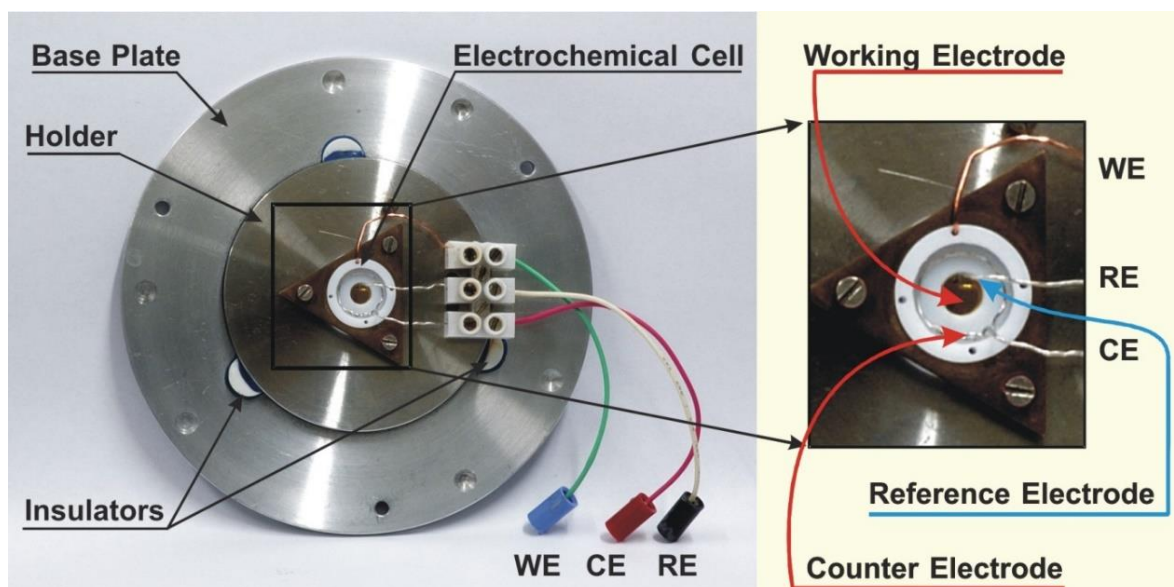 Base Plate
Electrochemical Cell
Holder
Insulators
WE CE RE
Working Electrode
WE
RE
CE
Reference Electrode
Counter Electrode